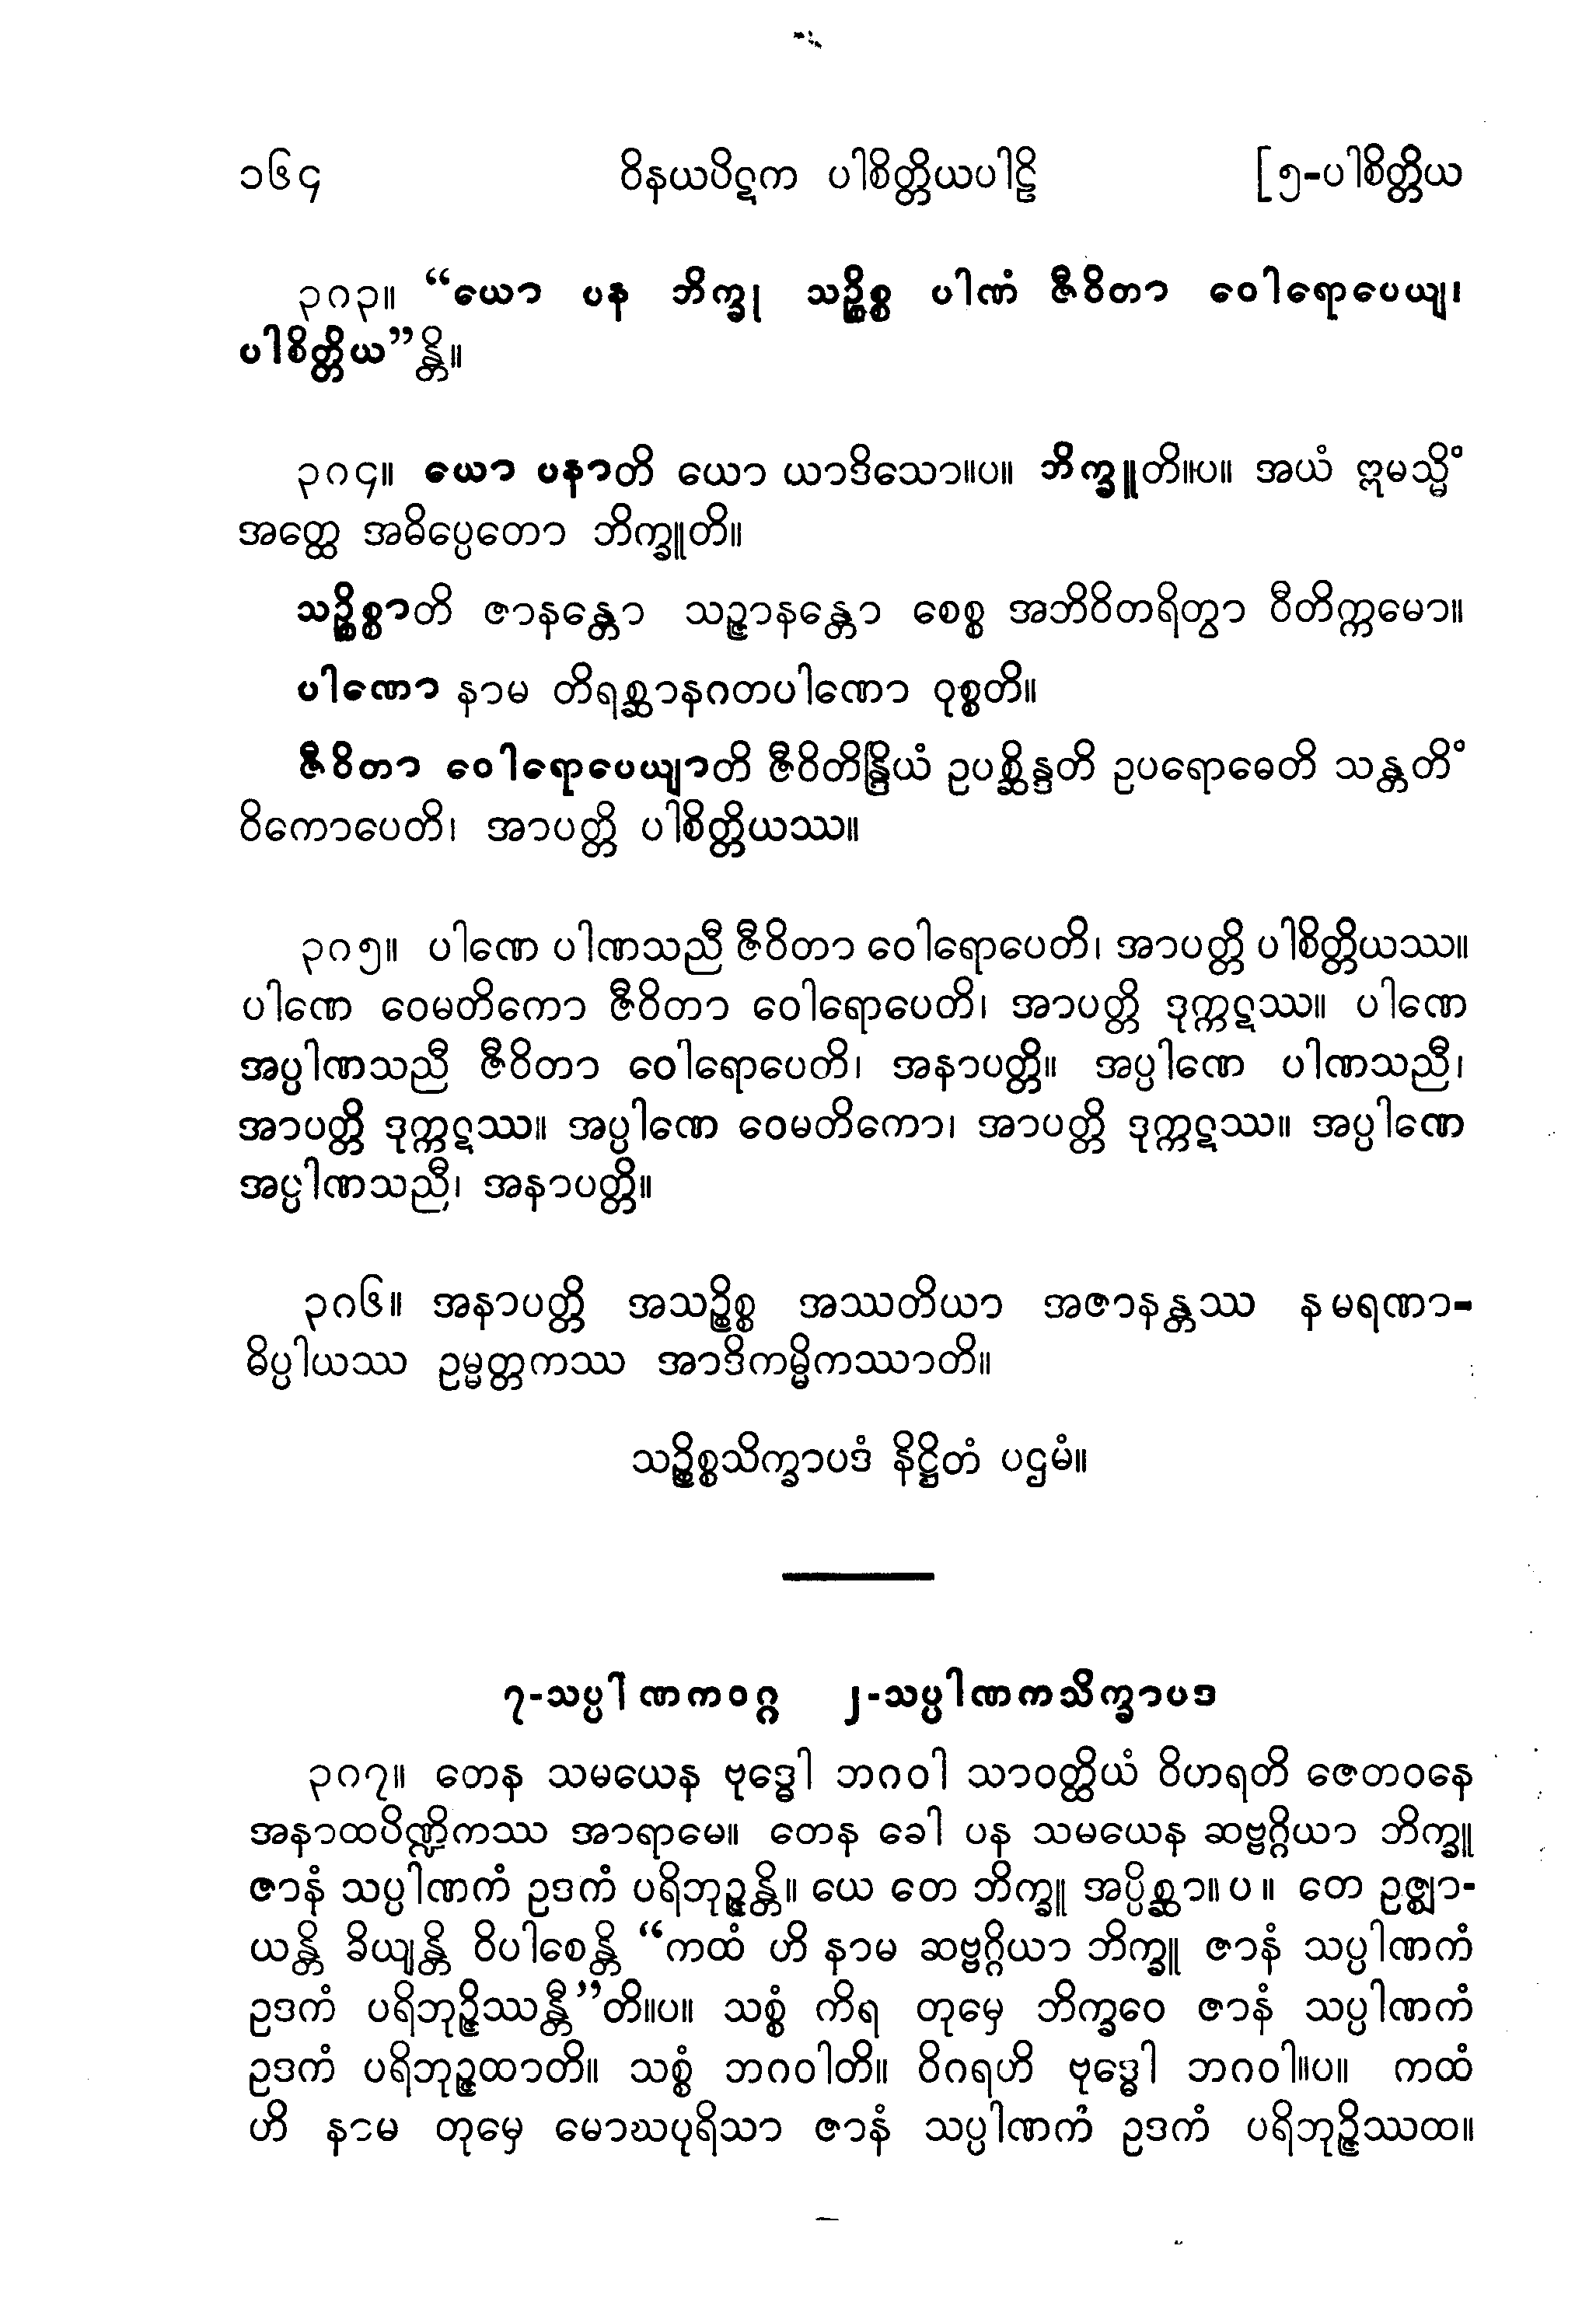 ၁၆၄ ဝိနယပိဋက ပါစိတ္တိယပါဠိ [၅-ပါစိတ္တိယ
၃၈၃။ “ယော ပန ဘိက္ခု သဉ္စိစ္စ ပါဏံ ဇီဝိတာ ဝေါရောပေယျ၊
ပါစိတ္တိယ”န္တိ။
၃၈၄။ ယော ပနာတိ ယော ယာဒိသော။ပ။ ဘိက္ခူတိ။ပ။ အယံ ဣမသ္မိံ
အတ္ထေ အဓိပ္ပေတော ဘိက္ခူတိ။
သဉ္စိစ္စာတိ ဇာနန္တော သဉ္ဇာနန္တော စေစ္စ အဘိဝိတရိတွာ ဝီတိက္ကမော။
ပါဏော နာမ တိရစ္ဆာနဂတပါဏော ဝုစ္စတိ။
ဇီဝိတာ ဝေါရောပေယျာတိ ဇီဝိတိန္ဒြိယံ ဥပစ္ဆိန္ဒတိ ဥပရောဓေတိ သန္တတိံ
ဝိကောပေတိ၊ အာပတ္တိ ပါစိတ္တိယဿ။
၃၈၅။ ပါဏေ ပါဏသညီ ဇီဝိတာ ဝေါရောပေတိ၊ အာပတ္တိ ပါစိတ္တိယဿ။
ပါဏေ ဝေမတိကော ဇီဝိတာ ဝေါရောပေတိ၊ အာပတ္တိ ဒုက္ကဋဿ။ ပါဏေ
အပ္ပါဏသညီ ဇီဝိတာ ဝေါရောပေတိ၊ အနာပတ္တိ။ အပ္ပါဏေ ပါဏသညီ၊
အာပတ္တိ ဒုက္ကဋဿ။ အပ္ပါဏေ ဝေမတိကော၊ အာပတ္တိ ဒုက္ကဋဿ။ အပ္ပါဏေ
အပ္ပါဏသညီ၊ အနာပတ္တိ။
၃၈၆။ အနာပတ္တိ အသဉ္စိစ္စ အဿတိယာ အဇာနန္တဿ နမရဏာ-
ဓိပ္ပါယဿ ဥမ္မတ္တကဿ အာဒိကမ္မိကဿာတိ။
သဉ္စိစ္စသိက္ခာပဒံ နိဋ္ဌိတံ ပဌမံ။
၇-သပ္ပါဏကဝဂ္ဂ ၂-သပ္ပါဏကသိက္ခာပဒ
၃၈၇။ တေန သမယေန ဗုဒ္ဓေါ ဘဂဝါ သာဝတ္ထိယံ ဝိဟရတိ ဇေတဝနေ
အနာထပိဏ္ဍိကဿ အာရာမေ။ တေန ခေါ ပန သမယေန ဆဗ္ဗဂ္ဂိယာ ဘိက္ခူ
ဇာနံ သပ္ပါဏကံ ဥဒကံ ပရိဘုဉ္ဇန္တိ။ ယေ တေ ဘိက္ခူ အပ္ပိစ္ဆာ။ပ။ တေ ဥဇ္ဈာ-
ယန္တိ ခိယျန္တိ ဝိပါစေန္တိ “ကထံ ဟိ နာမ ဆဗ္ဗဂ္ဂိယာ ဘိက္ခူ ဇာနံ သပ္ပါဏကံ
ဥဒကံ ပရိဘုဉ္ဇိဿန္တီ”တိ။ပ။ သစ္စံ ကိရ တုမှေ ဘိက္ခဝေ ဇာနံ သပ္ပါဏကံ
ဥဒကံ ပရိဘုဉ္ဇထာတိ။ သစ္စံ ဘဂဝါတိ။ ဝိဂရဟိ ဗုဒ္ဓေါ ဘဂဝါ။ပ။ ကထံ
ဟိ နာမ တုမှေ မောဃပုရိသာ ဇာနံ သပ္ပါဏကံ ဥဒကံ ပရိဘုဉ္ဇိဿထ။